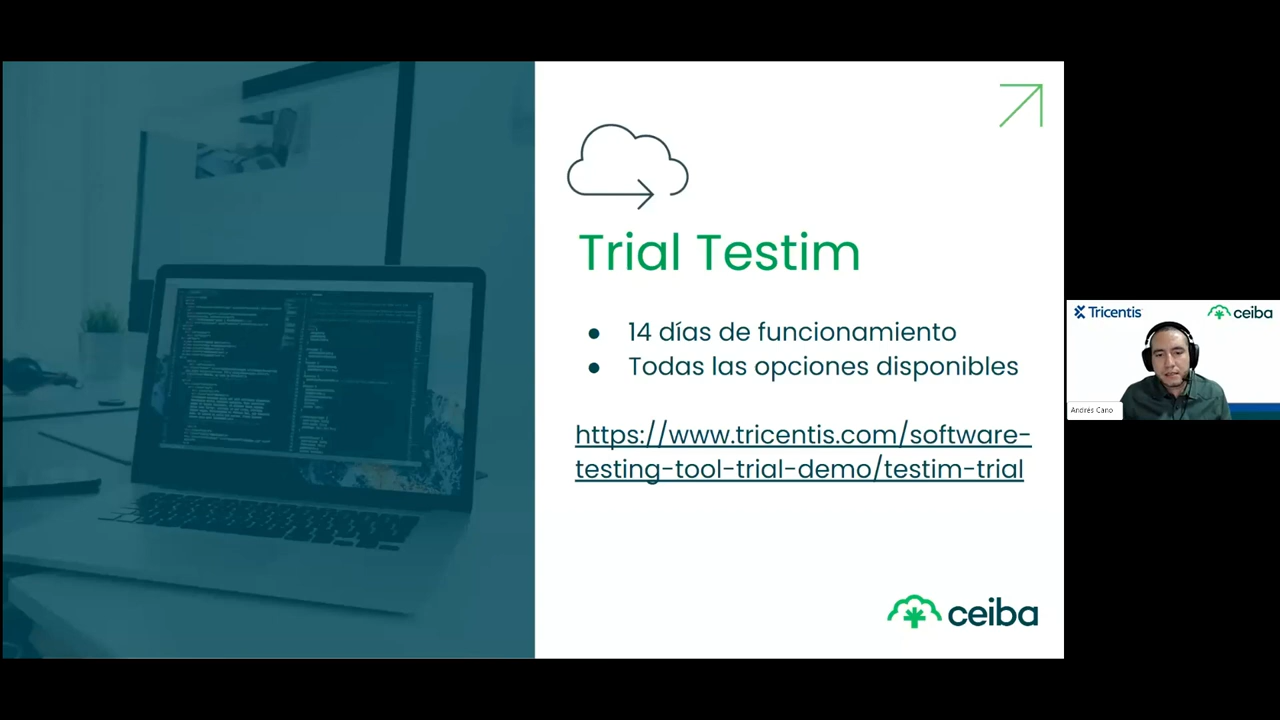 Trial Testim
● 14 días de funcionamiento
● Todas las opciones disponibles
https://www.tricentis.com/software-
testing-tool-trial-demo/testim-trial
ceiba
Tricentis
ceiba
Andrés Cano